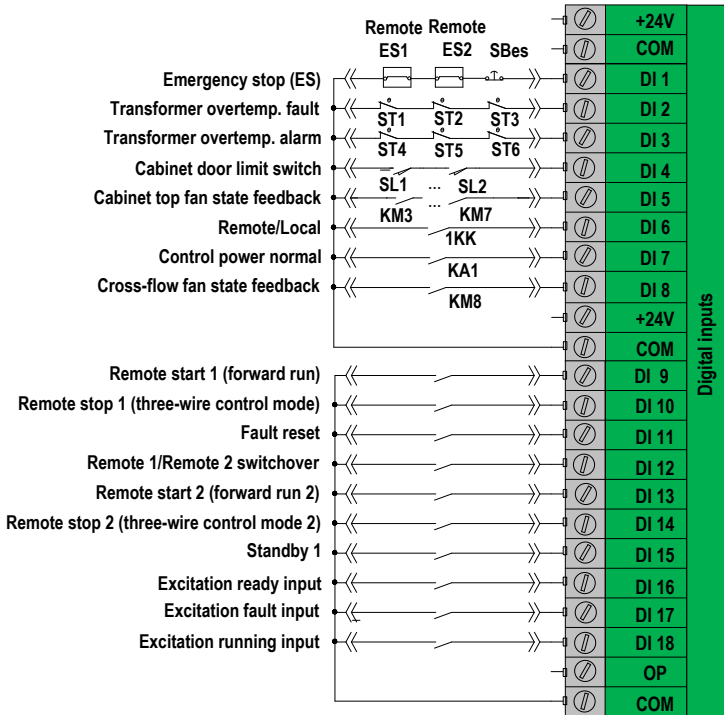 +24V
Remote Remote
ES1 ES2 SBes
COM
Emergency stop (ES) DI 1
Transformer overtemp. fault DI 2
ST1 ST2 ST3
Transformer overtemp. alarm DI 3
ST4 ST5 ST6
Cabinet door limit switch DI 4
SL1 ... SL2
Cabinet top fan state feedback ... DI 5
KM3 KM7
Remote/Local DI 6
1KK
Control power normal DI 7
KA1
Cross-flow fan state feedback DI 8
KM8
+24V
COM
Digital inputs
Remote start 1 (forward run) DI 9
Remote stop 1 (three-wire control mode) DI 10
Fault reset DI 11
Remote 1/Remote 2 switchover DI 12
Remote start 2 (forward run 2) DI 13
Remote stop 2 (three-wire control mode 2) DI 14
Standby 1 DI 15
Excitation ready input DI 16
Excitation fault input DI 17
Excitation running input DI 18
OP
COM